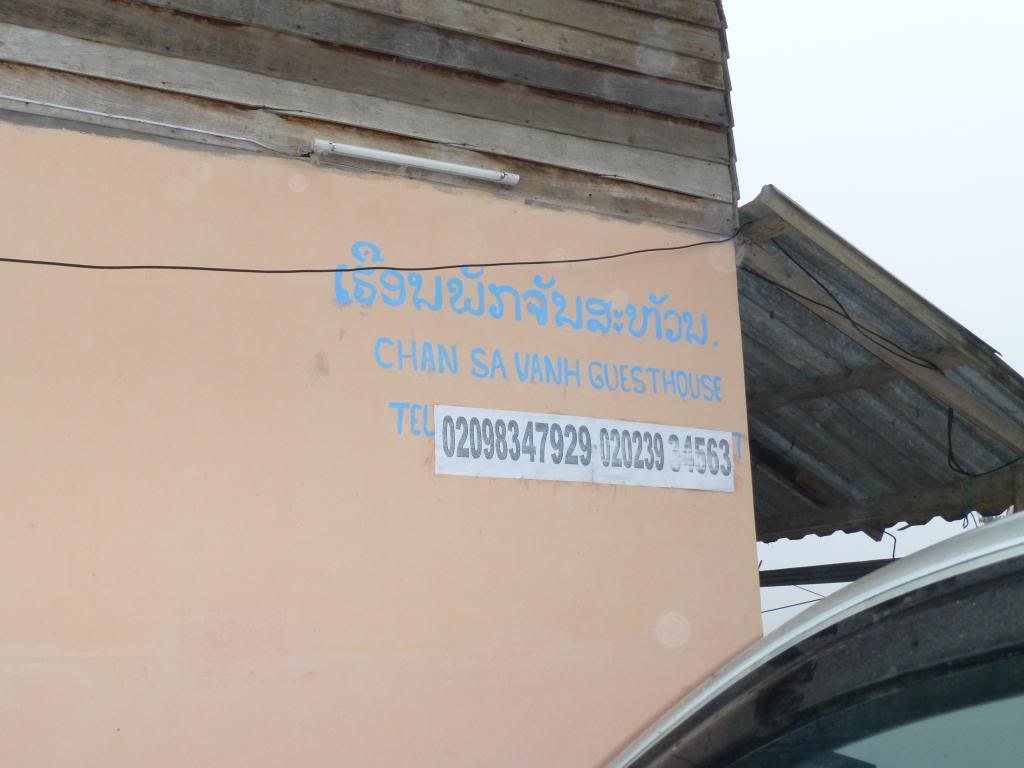 ເຮືອນພັກຈັນສະຫວັນ.
CHAN SA VANH GUESTHOUSE
TEL 02098347929-020239 34563